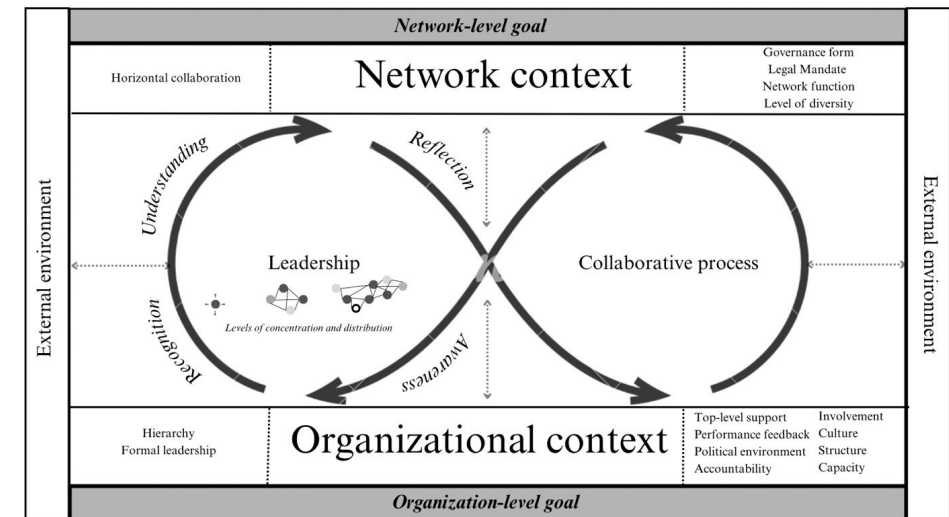 Network-level goal
Horizontal collaboration
Network context
Governance form
Legal Mandate
Network function
Level of diversity
External environment
Understanding
Reflection
Leadership
Collaborative process
Levels of concentration and distribution
Recognition
Awareness
External environment
Hierarchy
Formal leadership
Organizational context
Top-level support
Performance feedback
Political environment
Accountability
Involvement
Culture
Structure
Capacity
Organization-level goal